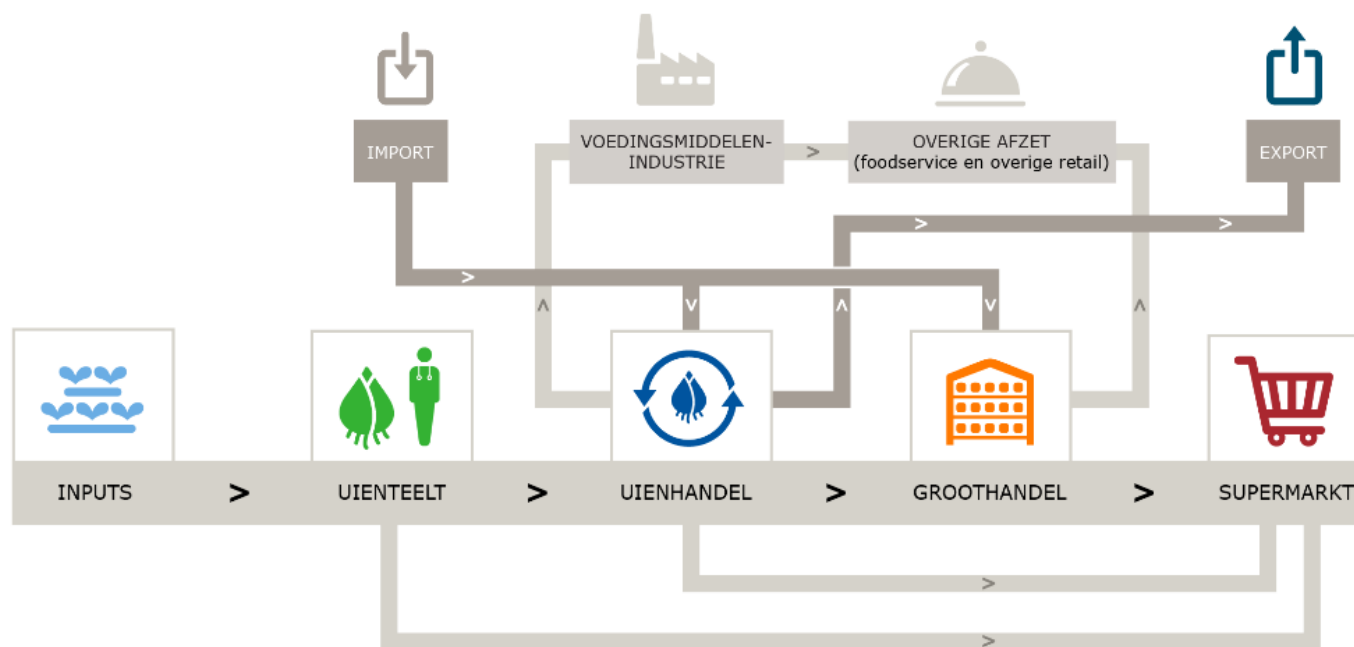 VOEDINGSMIDDELEN-
INDUSTRIE
>
OVERIGE AFZET
(foodservice en overige retail)
IMPORT
EXPORT
> >
>
INPUTS > UIENTEELT > UIENHANDEL > GROOTHANDEL > SUPERMARKT
>
>